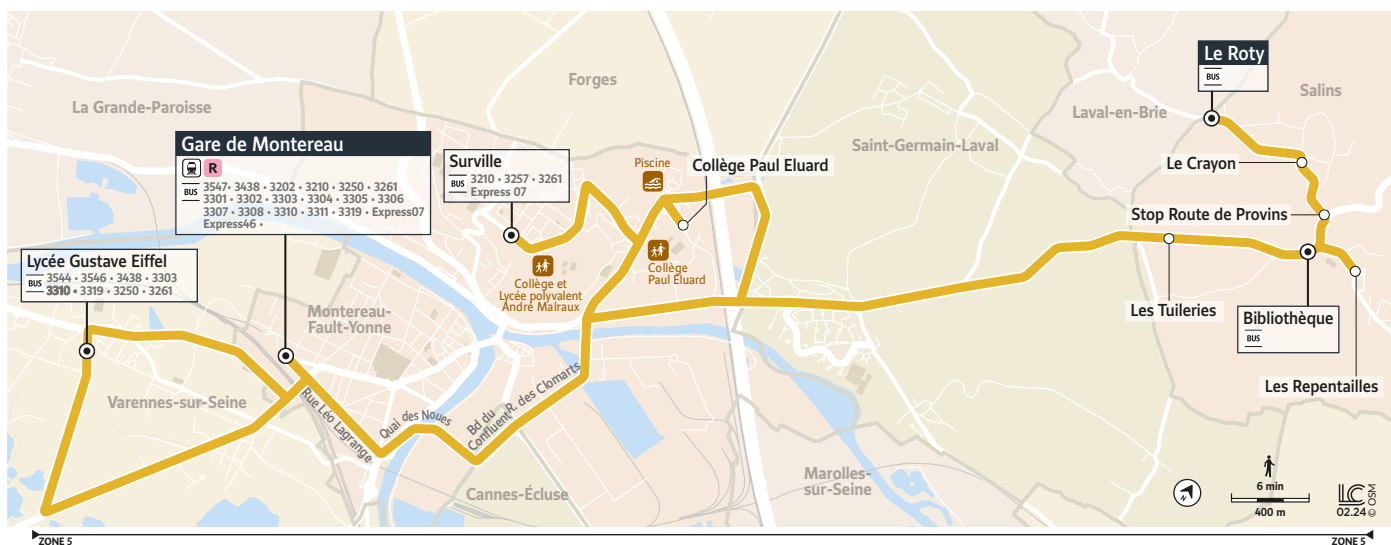 La Grande-Paroisse
Forges
Saint-Germain-Laval
Laval-en-Brie
Salins
Le Roty
BUS
Gare de Montereau
R
BUS 3547 • 3438 • 3202 • 3210 • 3250 • 3261
3301 • 3302 • 3303 • 3304 • 3305 • 3306
3307 • 3308 • 3310 • 3311 • 3319 • Express07
Express46 •
Surville
BUS 3210 • 3257 • 3261
Express 07
Piscine
Collège Paul Eluard
Le Crayon
Stop Route de Provins
Lycée Gustave Eiffel
BUS 3544 • 3546 • 3438 • 3303
3310 • 3319 • 3250 • 3261
Collège et
Lycée polyvalent
André Malraux
Collège
Paul Eluard
Montereau-
Fault-Yonne
Les Tuileries
Bibliothèque
BUS
Les Repentailles
Varennes-sur-Seine
Rue Léo Lagrange
Quai des Noues
Bd du
Confluent
R. des Clomarts
Cannes-Écluse
Marolles-
sur-Seine
N
6 min
400 m
LC
02.24 © OSM
ZONE 5
ZONE 5